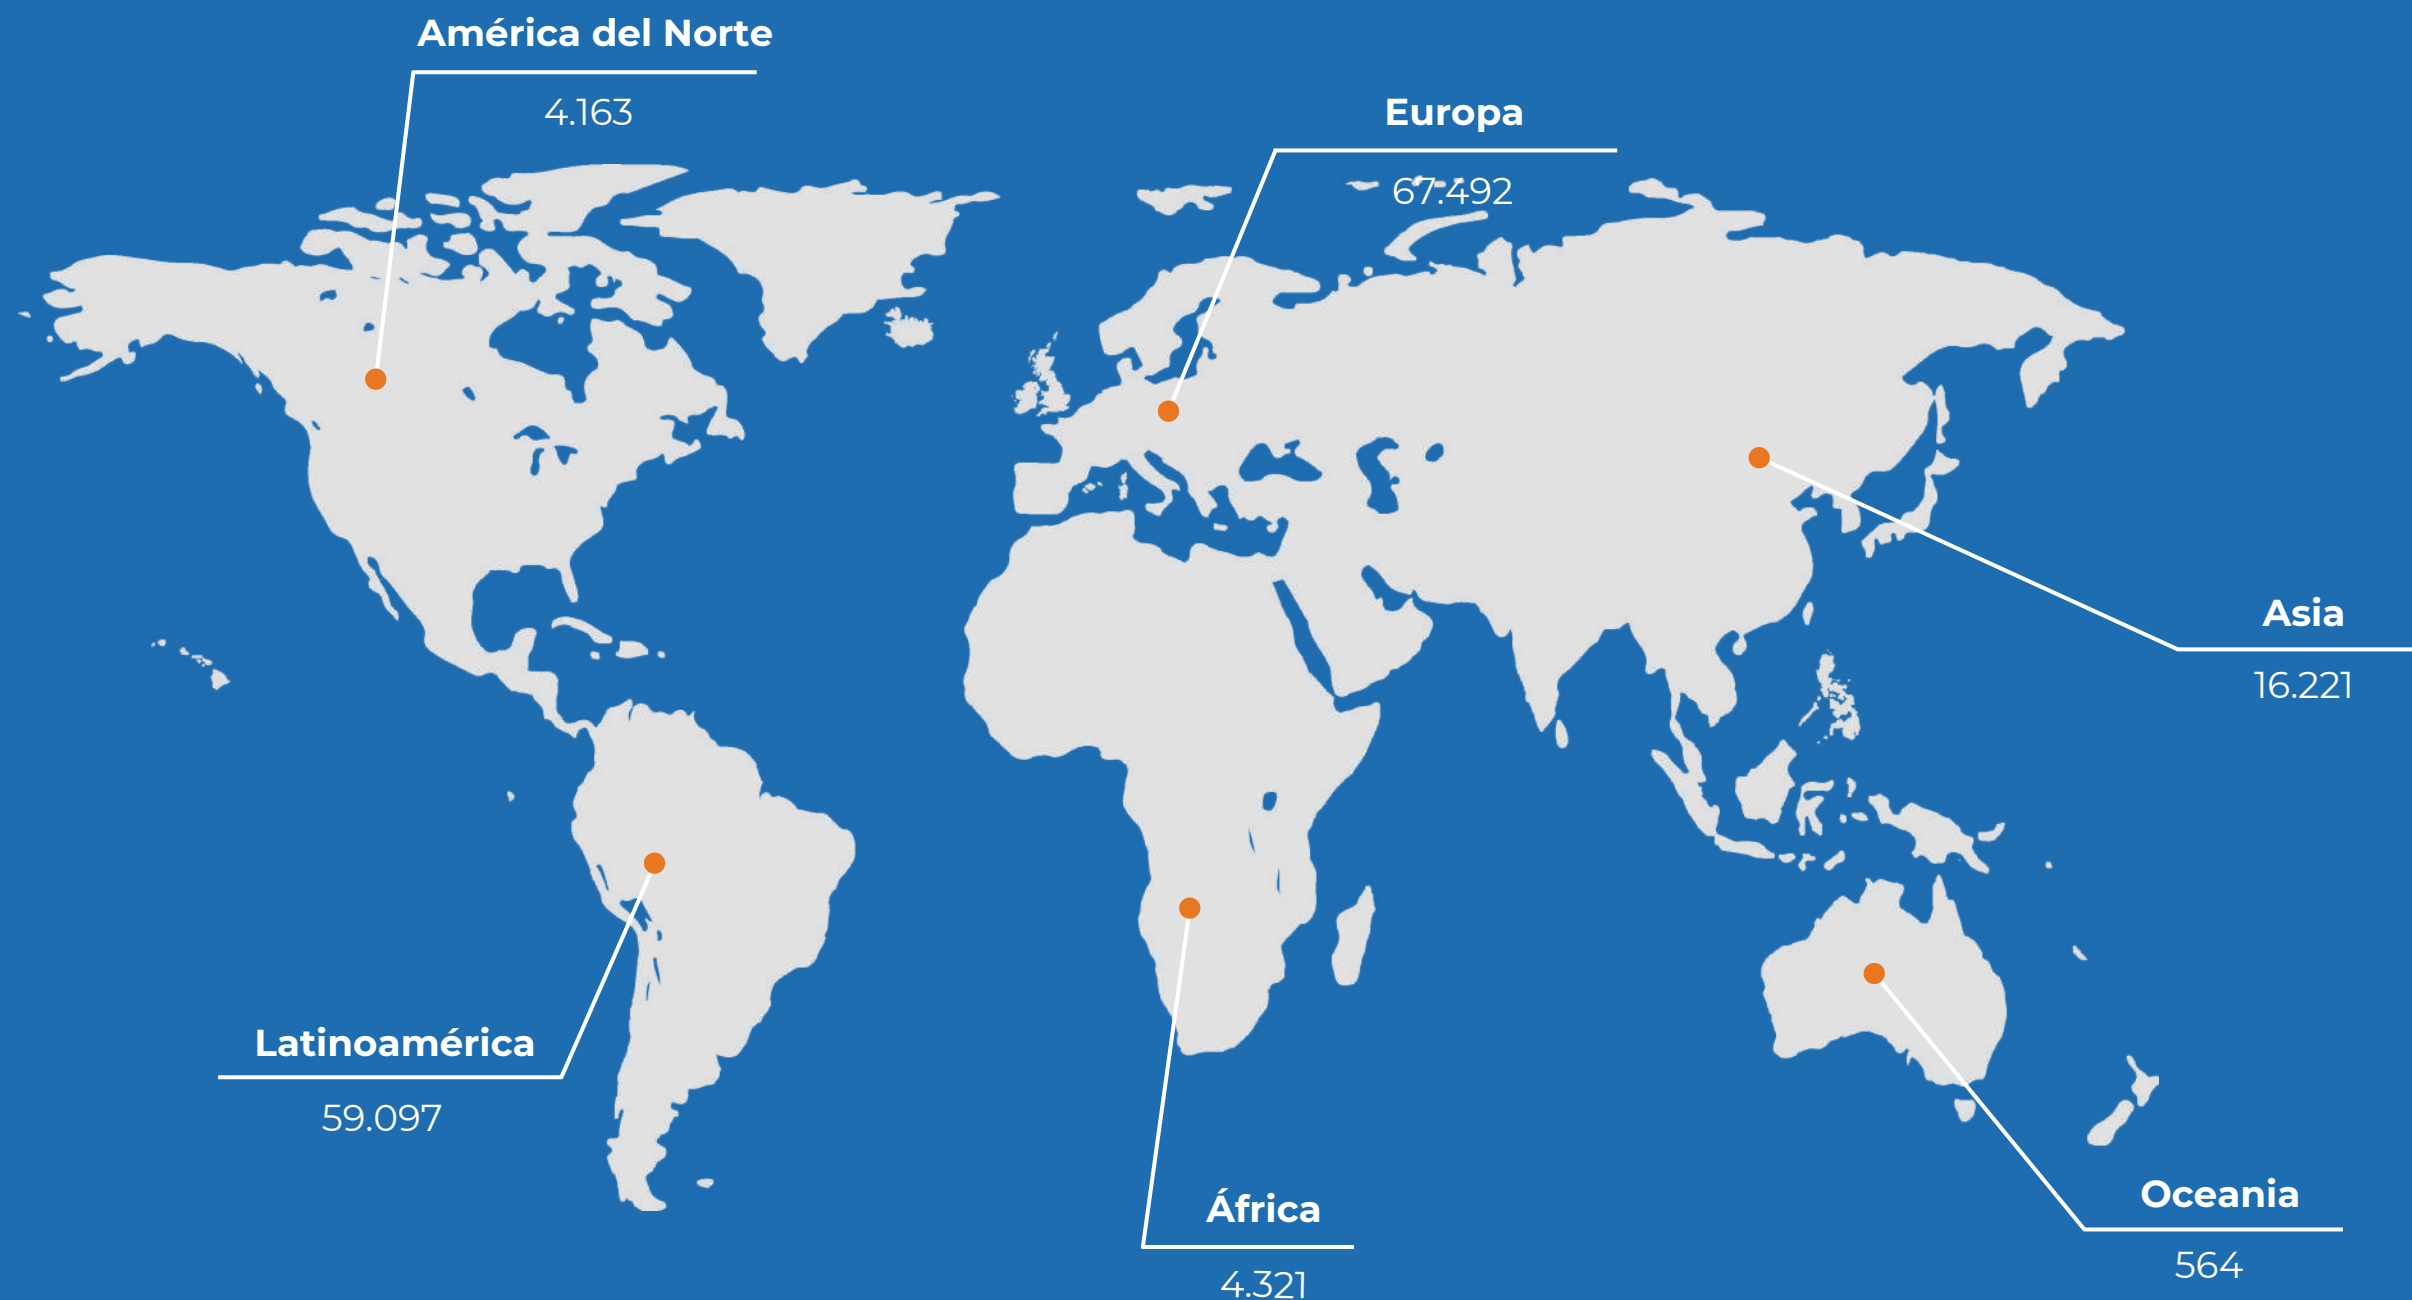 América del Norte
4.163
Europa
67.492
Asia
16.221
Latinoamérica
59.097
África
4.321
Oceania
564